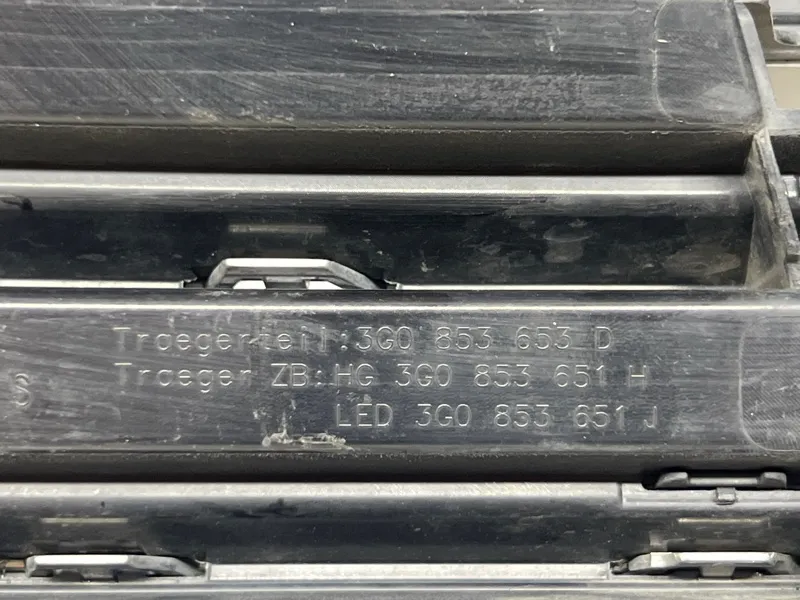 Traegerteil:3G0 853 653 D
Traeger ZB:HG 3G0 853 651 H
LED 3G0 853 651 J